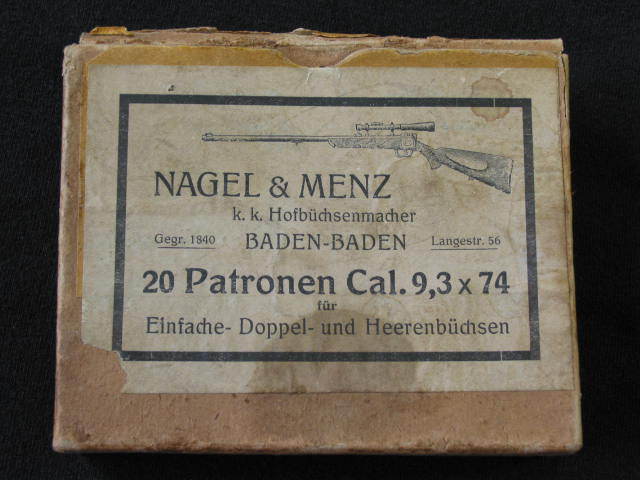 NAGEL & MENZ
k. k. Hofbüchsenmacher
Gegr. 1840 BADEN-BADEN Langestr. 56
20 Patronen Cal. 9,3 x 74
für
Einfache- Doppel- und Heerenbüchsen